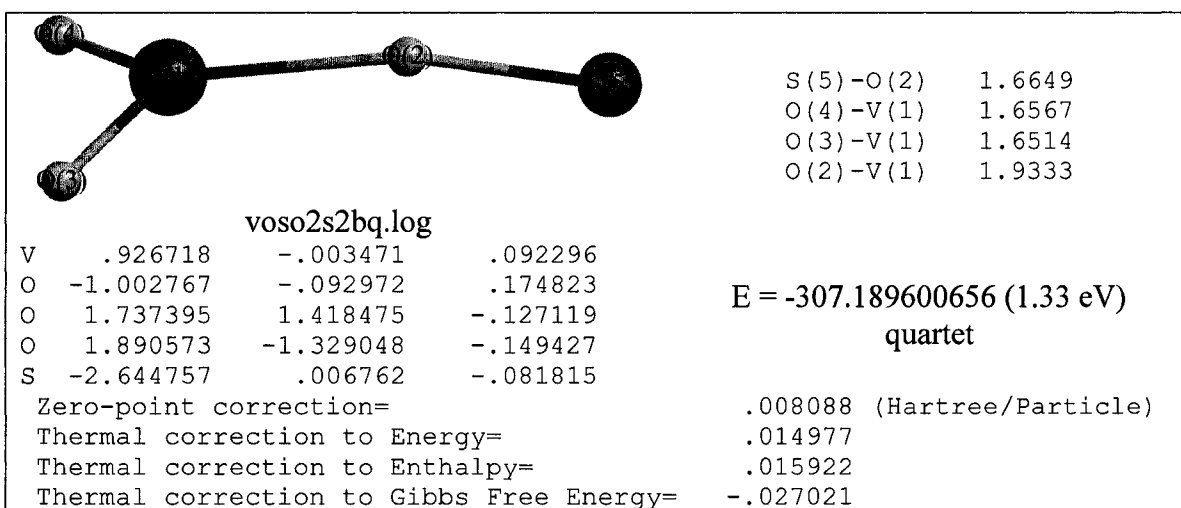 O(4)
O(2)
O(3)
S(5)-O(2) 1.6649
O(4)-V(1) 1.6567
O(3)-V(1) 1.6514
O(2)-V(1) 1.9333
voso2s2bq.log
V .926718 -.003471 .092296
O -1.002767 -.092972 .174823
O 1.737395 1.418475 -.127119
O 1.890573 -1.329048 -.149427
S -2.644757 .006762 -.081815
E = -307.189600656 (1.33 eV)
quartet
Zero-point correction= .008088 (Hartree/Particle)
Thermal correction to Energy= .014977
Thermal correction to Enthalpy= .015922
Thermal correction to Gibbs Free Energy= -.027021